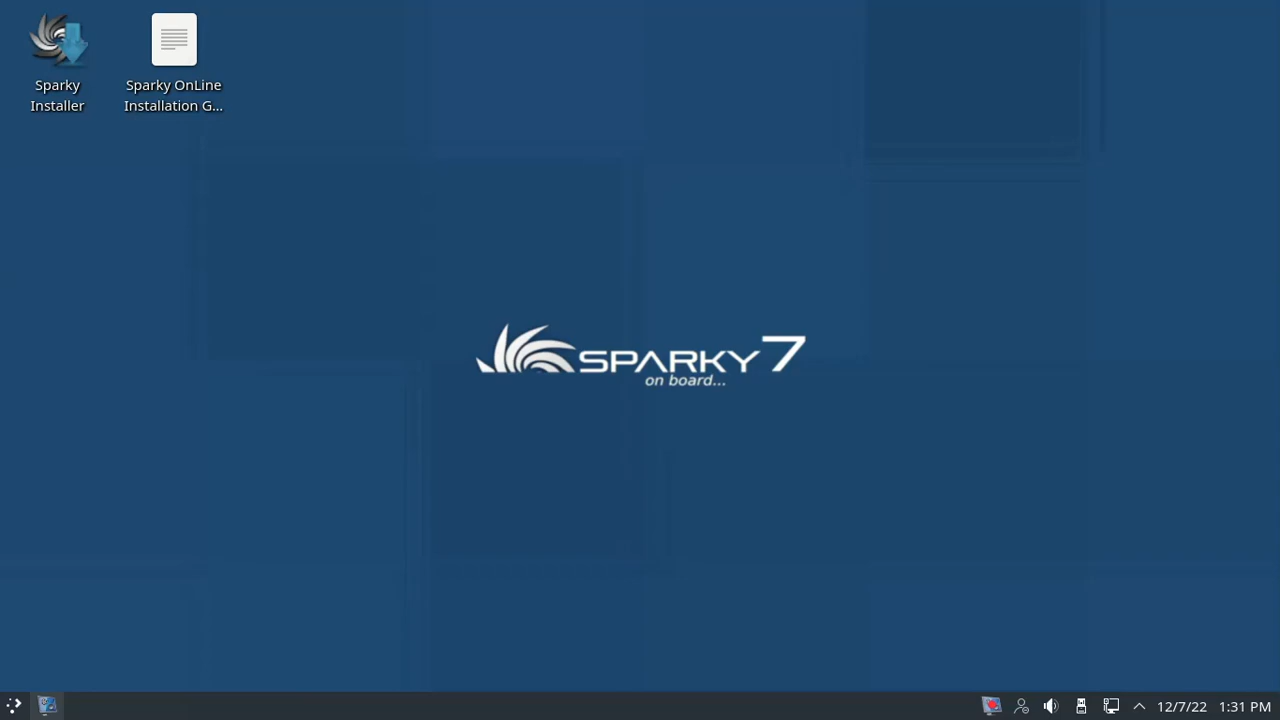 Sparky
Installer
Sparky OnLine
Installation G...
SPARKY 7
on board...
12/7/22
1:31 PM